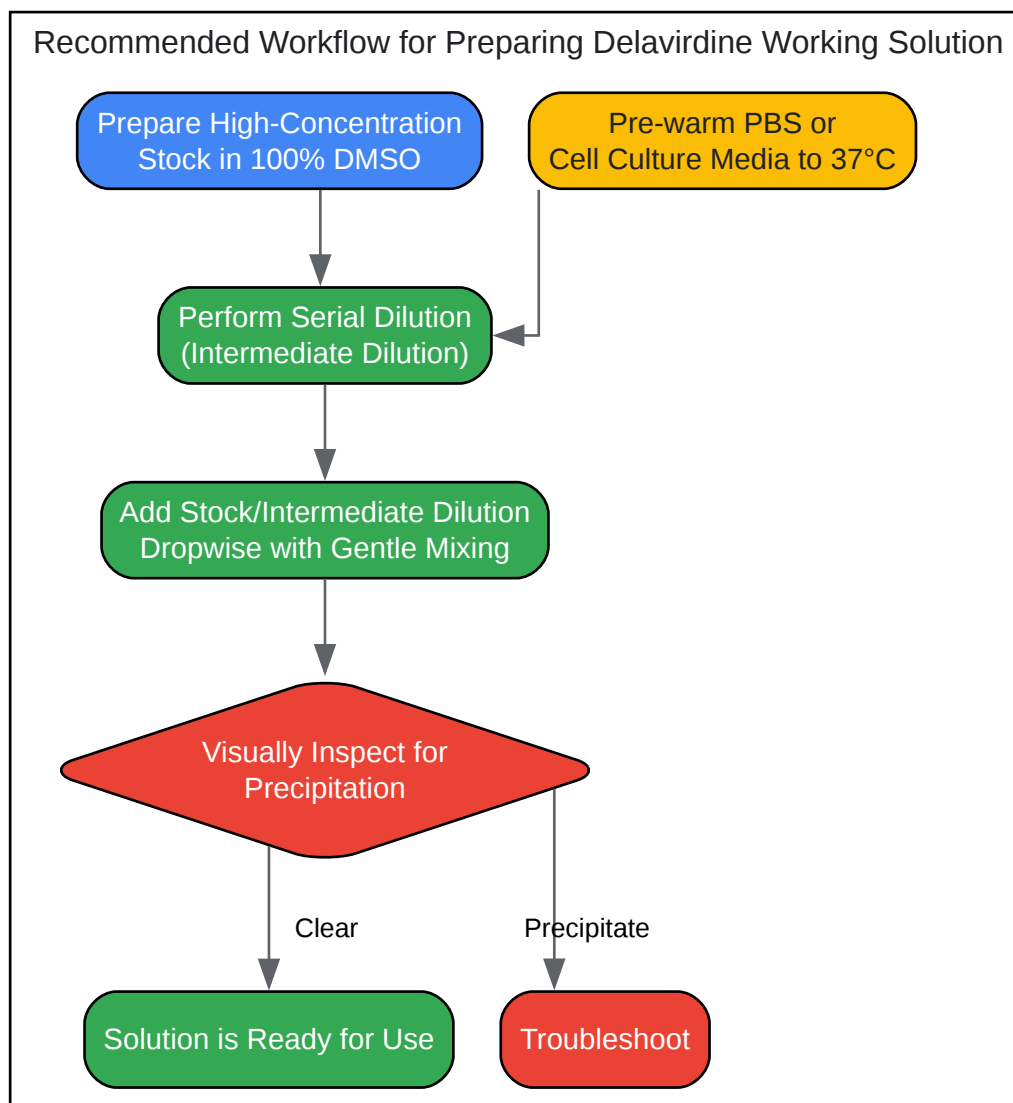 Recommended Workflow for Preparing Delavirdine Working Solution
Prepare High-Concentration
Stock in 100% DMSO
Pre-warm PBS or
Cell Culture Media to 37°C
Perform Serial Dilution
(Intermediate Dilution)
Add Stock/Intermediate Dilution
Dropwise with Gentle Mixing
Visually Inspect for
Precipitation
Clear
Precipitate
Solution is Ready for Use
Troubleshoot